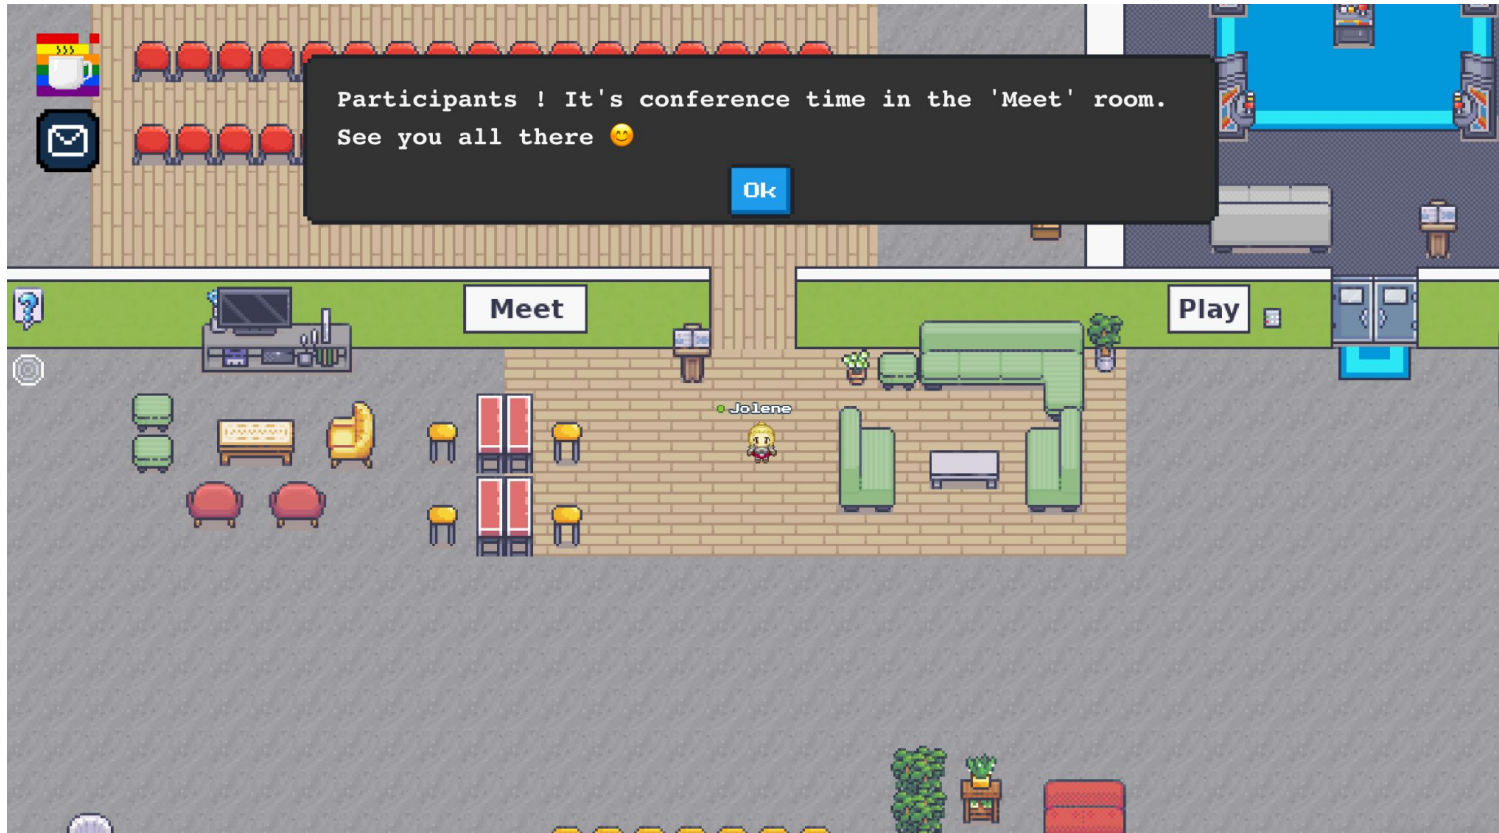 Participants ! It's conference time in the 'Meet' room.
See you all there 😊
Ok
Meet
Play
Jolene